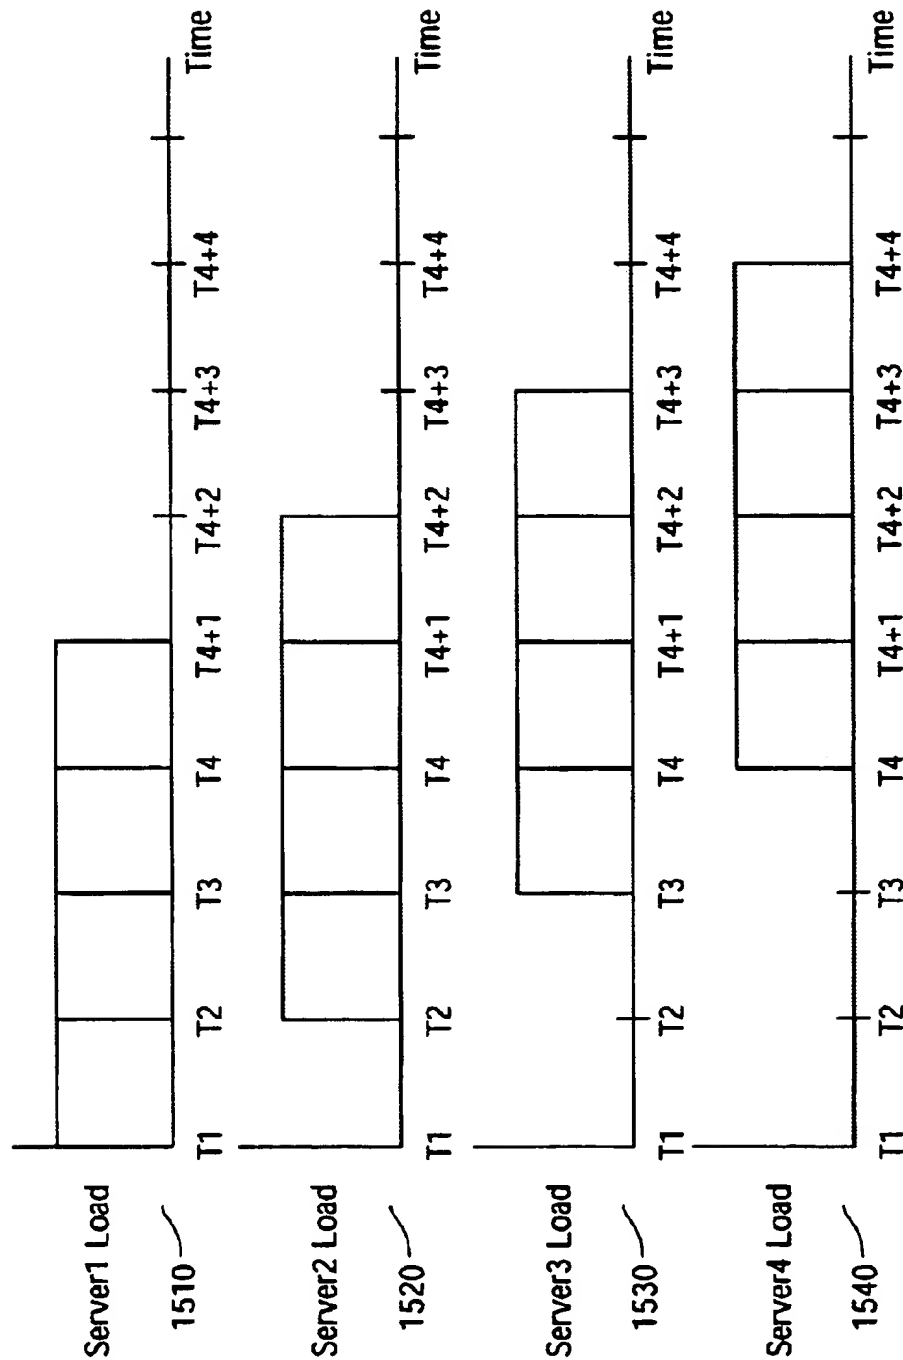 Server1 Load
1510
T1 T2 T3 T4 T4+1 T4+2 T4+3 T4+4 Time
Server2 Load
1520
T1 T2 T3 T4 T4+1 T4+2 T4+3 T4+4 Time
Server3 Load
1530
T1 T2 T3 T4 T4+1 T4+2 T4+3 T4+4 Time
Server4 Load
1540
T1 T2 T3 T4 T4+1 T4+2 T4+3 T4+4 Time